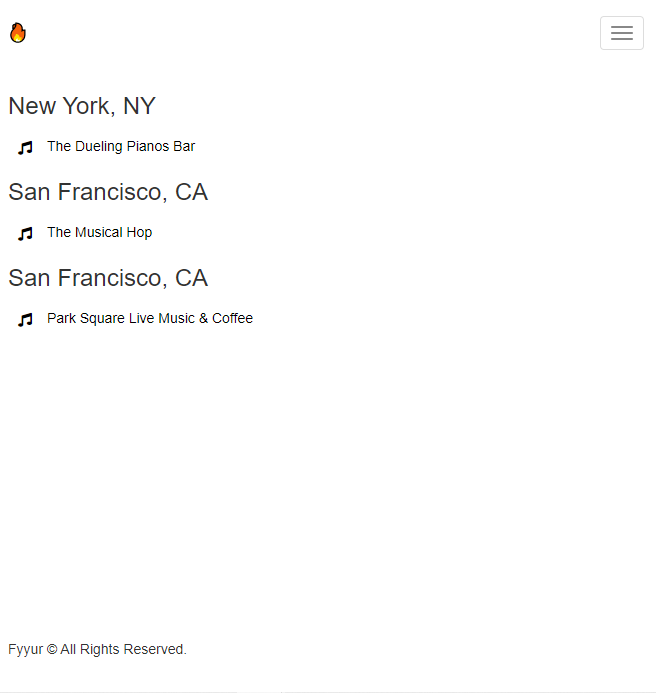 New York, NY
The Dueling Pianos Bar
San Francisco, CA
The Musical Hop
San Francisco, CA
Park Square Live Music & Coffee
Fyyur © All Rights Reserved.